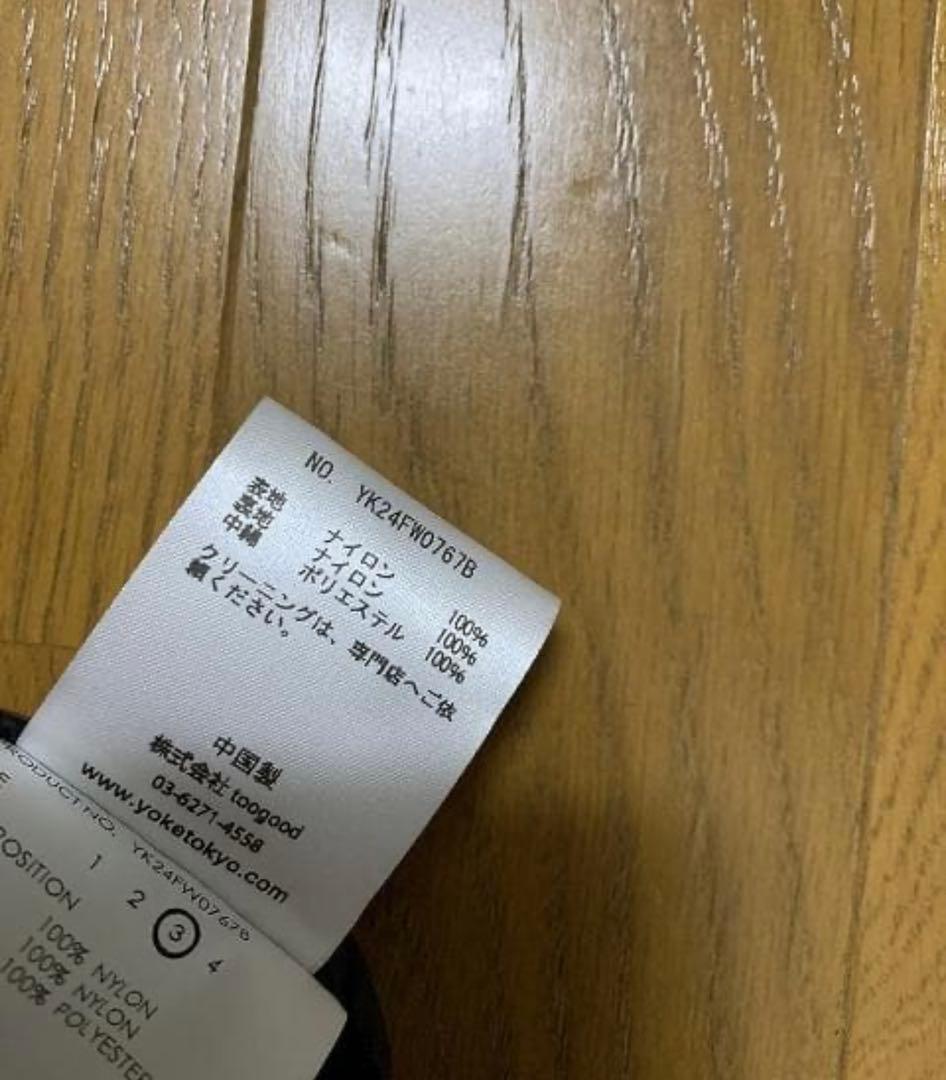 NO. YK24FW0767B
表地 ナイロン 100%
裏地 ナイロン 100%
中綿 ポリエステル 100%
クリーニングは、専門店へご依
頼ください。
中国製
株式会社 toogood
03-6271-4558
www.yoketokyo.com
PRODUCT NO. YK24FW0767B
E 1 2 3 4
POSITION
100% NYLON
100% NYLON
100% POLYESTER